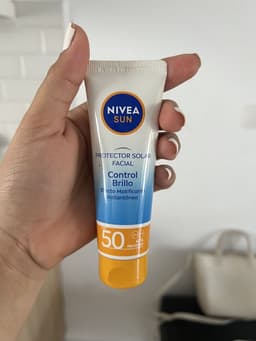 NIVEA
SUN
PROTECTOR SOLAR
FACIAL
Control
Brillo
Efecto Matificante
Instantáneo
50